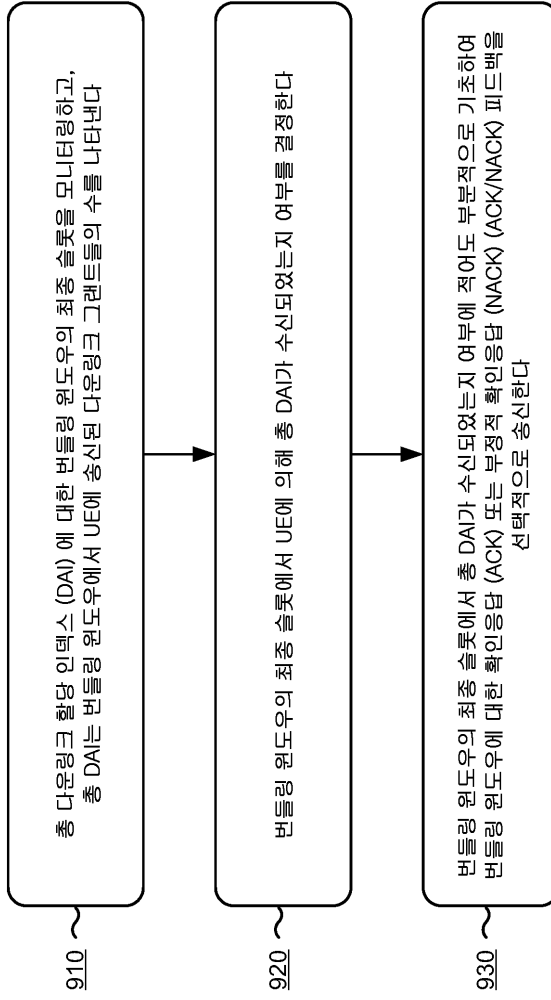 910
총 다운링크 할당 인덱스 (DAI) 에 대한 번들링 윈도우의 최종 슬롯을 모니터링하고,
총 DAI는 번들링 윈도우에서 UE에 송신된 다운링크 그랜트들의 수를 나타낸다
920
번들링 윈도우의 최종 슬롯에서 UE에 의해 총 DAI가 수신되었는지 여부를 결정한다
930
번들링 윈도우의 최종 슬롯에서 총 DAI가 수신되었는지 여부에 적어도 부분적으로 기초하여
번들링 윈도우에 대한 확인응답 (ACK) 또는 부정적 확인응답 (NACK) (ACK/NACK) 피드백을
선택적으로 송신한다